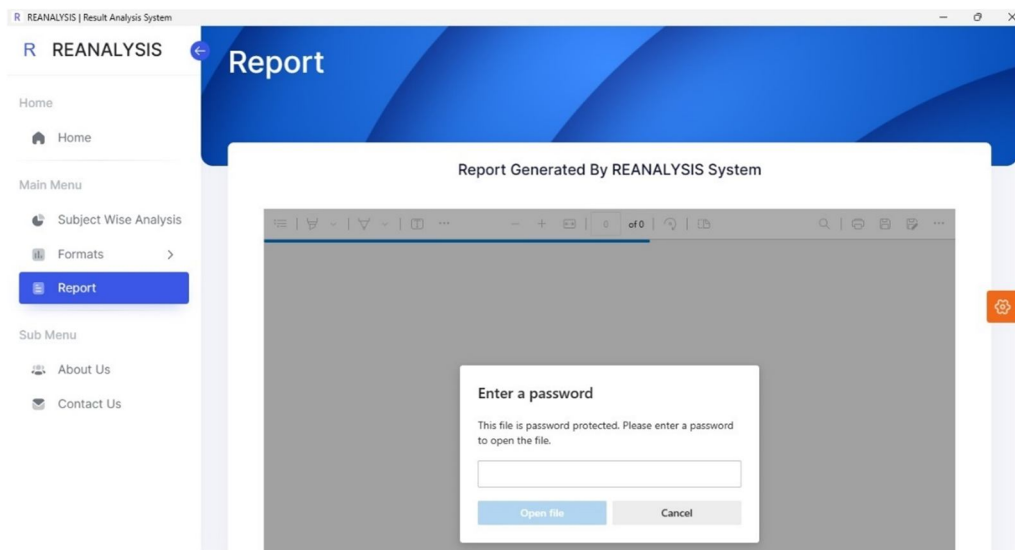 R REANALYSIS | Result Analysis System
R REANALYSIS
Report
Home
Home
Main Menu
Subject Wise Analysis
Formats
Report
Sub Menu
About Us
Contact Us
Report Generated By REANALYSIS System
0 of 0
Enter a password
This file is password protected. Please enter a password
to open the file.
Open file Cancel